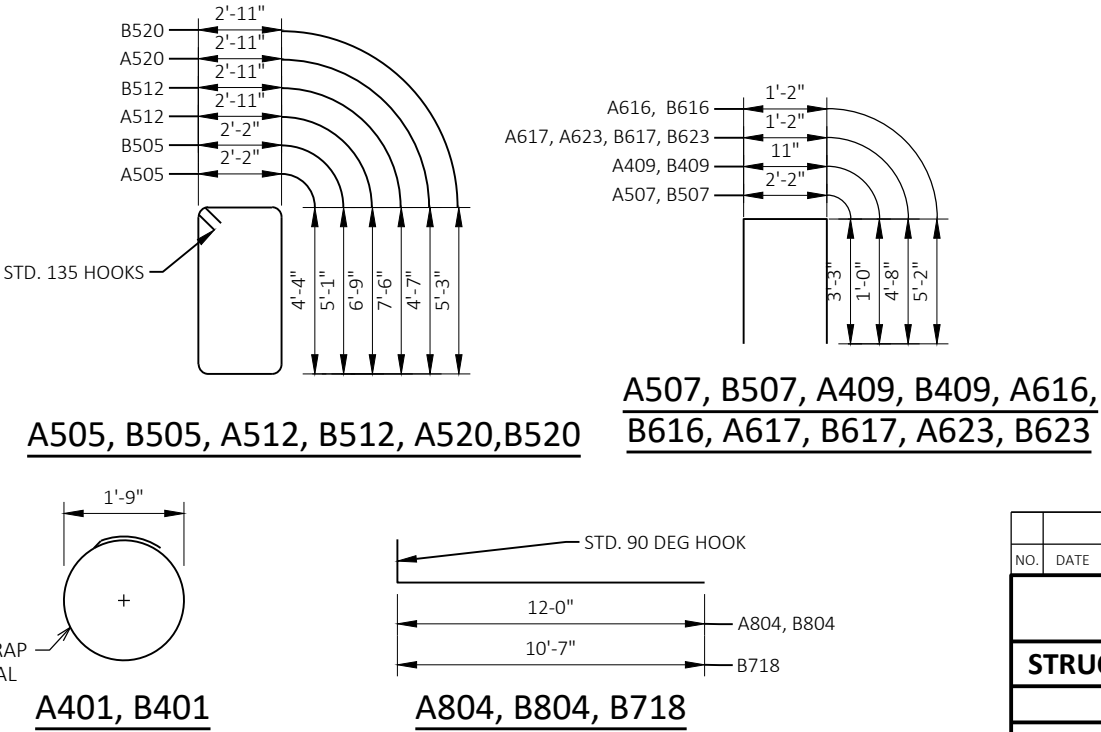 B520 2'-11"
A520 2'-11"
B512 2'-11"
A512 2'-11"
B505 2'-2"
A505 2'-2"
STD. 135 HOOKS
4'-4" 5'-1" 6'-9" 7'-6" 4'-7" 5'-3"
A505, B505, A512, B512, A520,B520
A616, B616 1'-2"
A617, A623, B617, B623 1'-2"
A409, B409 11"
A507, B507 2'-2"
3'-3" 1'-0" 4'-8" 5'-2"
A507, B507, A409, B409, A616,
B616, A617, B617, A623, B623
1'-9"
RAP
AL
A401, B401
STD. 90 DEG HOOK
12-0"
A804, B804
10'-7"
B718
A804, B804, B718
NO. DATE
STRUC